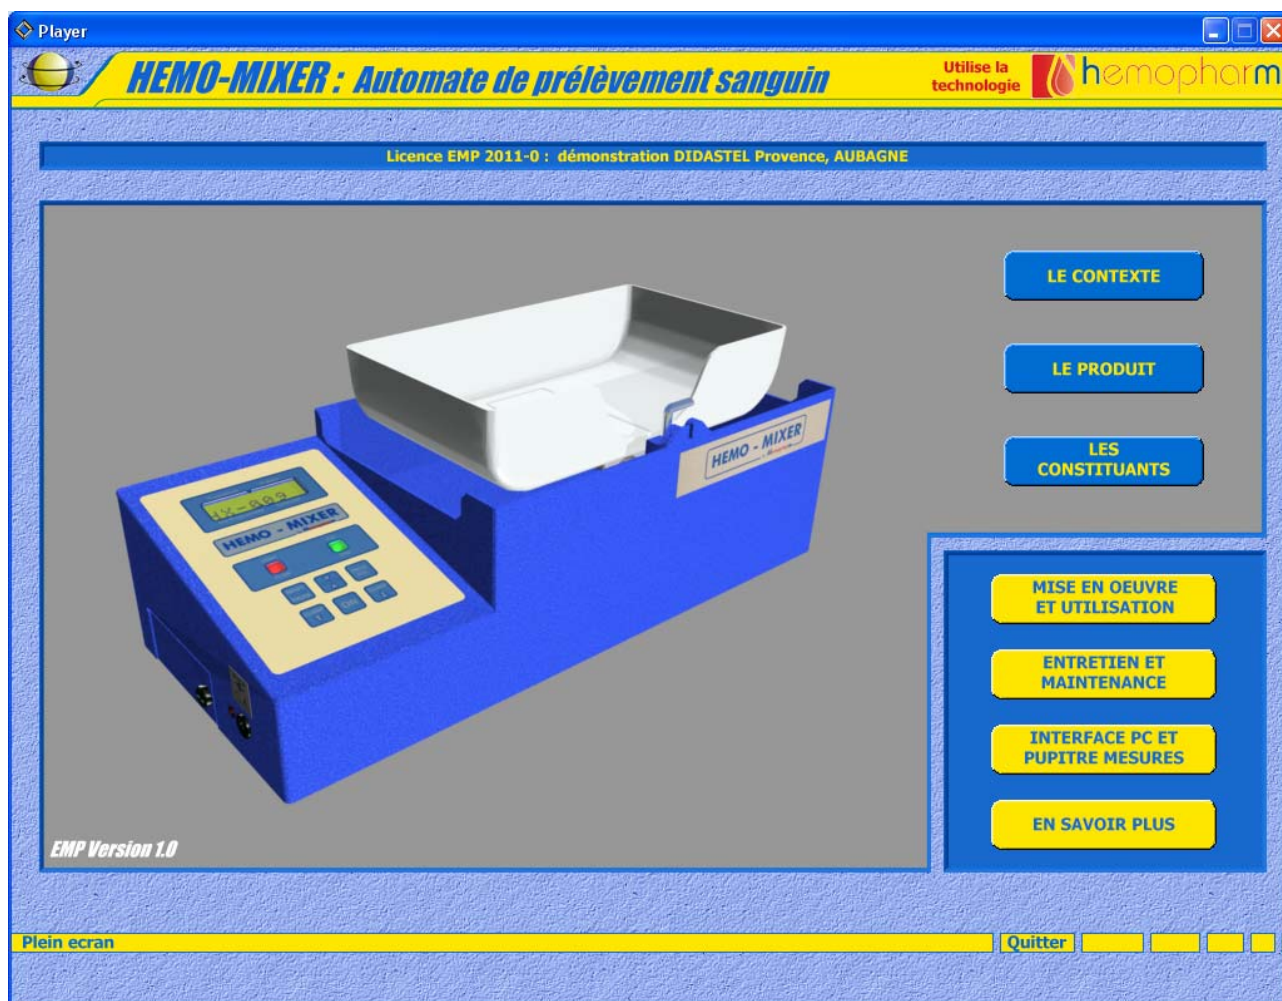 Player
HEMO-MIXER : Automate de prélèvement sanguin
Utilise la
technologie
hemopharm
Licence EMP 2011-0 : démonstration DIDASTEL Provence, AUBAGNE
LE CONTEXTE
LE PRODUIT
LES
CONSTITUANTS
HEMO - MIXER
HEMO - MIXER
MISE EN OEUVRE
ET UTILISATION
ENTRETIEN ET
MAINTENANCE
INTERFACE PC ET
PUPITRE MESURES
EN SAVOIR PLUS
EMP Version 1.0
Plein ecran
Quitter